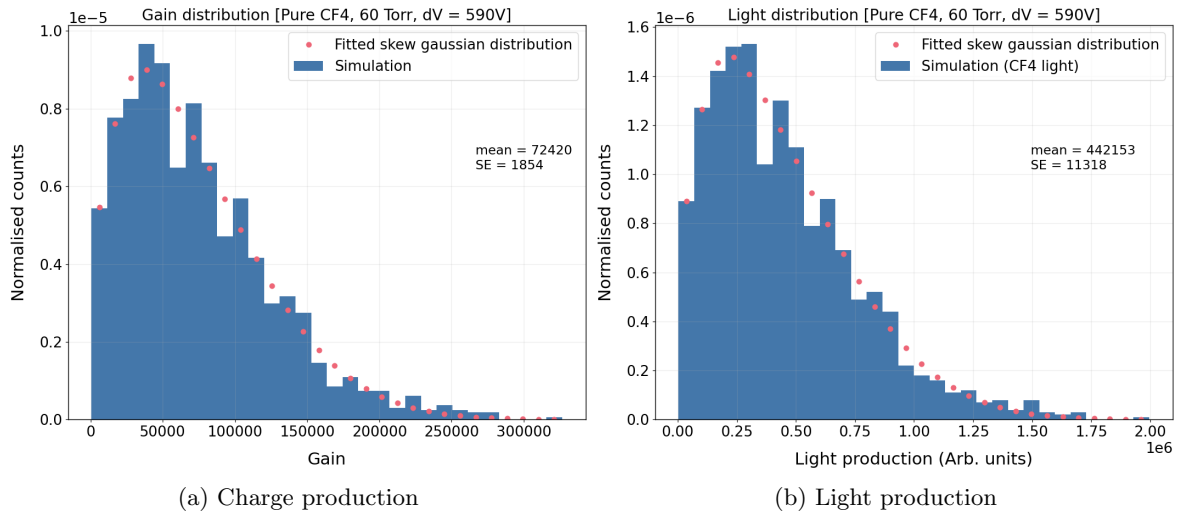 Gain distribution [Pure CF4, 60 Torr, dV = 590V]
1e−5
Fitted skew gaussian distribution
Simulation
mean = 72420
SE = 1854
Normalised counts
1.0
0.8
0.6
0.4
0.2
0.0
0
50000
100000
150000
200000
250000
300000
Gain
(a) Charge production
Light distribution [Pure CF4, 60 Torr, dV = 590V]
1e−6
Fitted skew gaussian distribution
Simulation (CF4 light)
mean = 442153
SE = 11318
Normalised counts
1.6
1.4
1.2
1.0
0.8
0.6
0.4
0.2
0.0
0.00
0.25
0.50
0.75
1.00
1.25
1.50
1.75
2.00
1e6
Light production (Arb. units)
(b) Light production